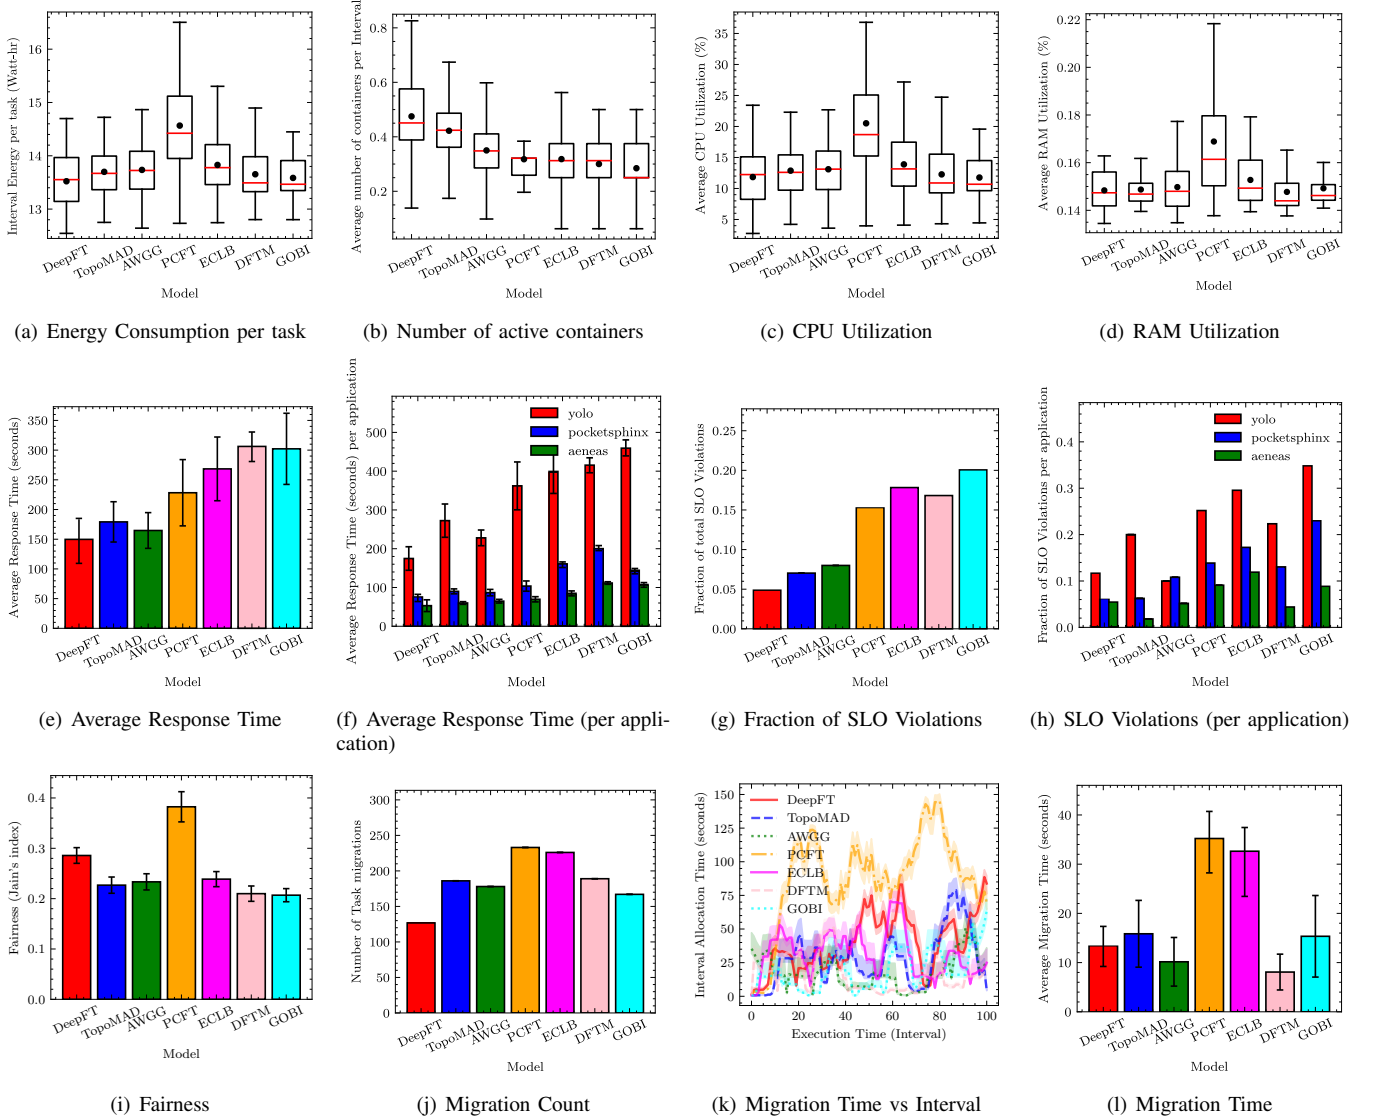 Interval Energy per task (Watt-hr)
16
15
14
13
DeepFT
TopoMAD
AWGG
PCFT
ECLB
DFTM
GOBI
Model
(a) Energy Consumption per task
Average number of containers per Interval
0.8
0.6
0.4
0.2
DeepFT
TopoMAD
AWGG
PCFT
ECLB
DFTM
GOBI
Model
(b) Number of active containers
Average CPU Utilization (%)
35
30
25
20
15
10
5
DeepFT
TopoMAD
AWGG
PCFT
ECLB
DFTM
GOBI
Model
(c) CPU Utilization
Average RAM Utilization (%)
0.22
0.20
0.18
0.16
0.14
DeepFT
TopoMAD
AWGG
PCFT
ECLB
DFTM
GOBI
Model
(d) RAM Utilization
Average Response Time (seconds)
350
300
250
200
150
100
50
0
DeepFT
TopoMAD
AWGG
PCFT
ECLB
DFTM
GOBI
Model
(e) Average Response Time
Average Response Time (seconds) per application
500
400
300
200
100
0
yolo
pocketsphinx
aeneas
DeepFT
TopoMAD
AWGG
PCFT
ECLB
DFTM
GOBI
Model
(f) Average Response Time (per appli-
cation)
Fraction of total SLO Violations
0.25
0.20
0.15
0.10
0.05
0.00
DeepFT
TopoMAD
AWGG
PCFT
ECLB
DFTM
GOBI
Model
(g) Fraction of SLO Violations
Fraction of SLO Violations per application
0.4
0.3
0.2
0.1
0.0
yolo
pocketsphinx
aeneas
DeepFT
TopoMAD
AWGG
PCFT
ECLB
DFTM
GOBI
Model
(h) SLO Violations (per application)
Fairness (Jain's index)
0.4
0.3
0.2
0.1
0.0
DeepFT
TopoMAD
AWGG
PCFT
ECLB
DFTM
GOBI
Model
(i) Fairness
Number of Task migrations
300
250
200
150
100
50
0
DeepFT
TopoMAD
AWGG
PCFT
ECLB
DFTM
GOBI
Model
(j) Migration Count
Interval Allocation Time (seconds)
150
125
100
75
50
25
0
DeepFT
TopoMAD
AWGG
PCFT
ECLB
DFTM
GOBI
0 20 40 60 80 100
Execution Time (Interval)
(k) Migration Time vs Interval
Average Migration Time (seconds)
40
30
20
10
0
DeepFT
TopoMAD
AWGG
PCFT
ECLB
DFTM
GOBI
Model
(l) Migration Time